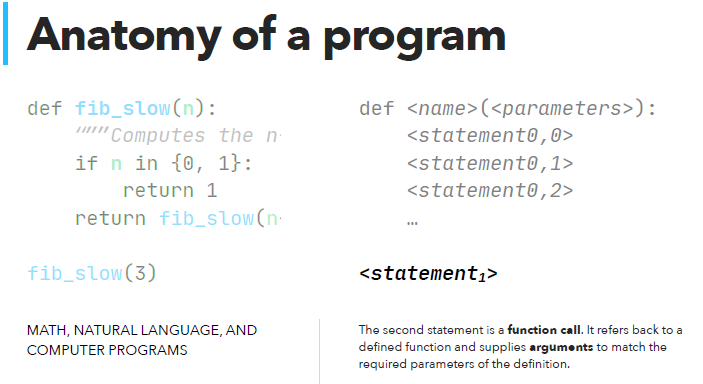 Anatomy of a program
def fib_slow(n):
"""Computes the n
if n in {0, 1}:
return 1
return fib_slow(n-
fib_slow(3)
def <name>(<parameters>):
<statement0,0>
<statement0,1>
<statement0,2>
…
<statement₁>
MATH, NATURAL LANGUAGE, AND
COMPUTER PROGRAMS
The second statement is a function call. It refers back to a
defined function and supplies arguments to match the
required parameters of the definition.